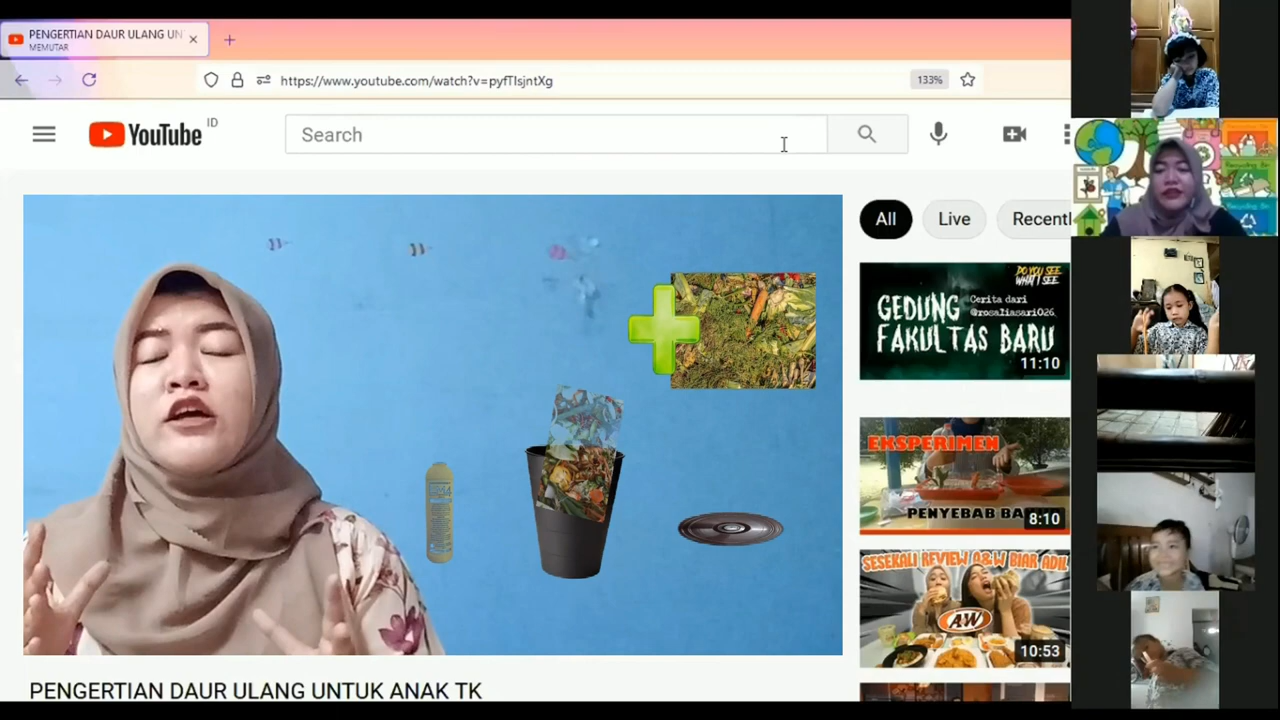 PENGERTIAN DAUR ULANG UN
MEMUTAR
https://www.youtube.com/watch?v=pyfTIsjntXg
133%
YouTube ID
Search
All
Live
Recentl
DO YOU SEE
WHAT I SEE
GEDUNG
FAKULTAS BARU
Cerita dari
@rosaliasari026
11:10
EKSPERIMEN
PENYEBAB BA
8:10
SESEKALI REVIEW A&W BIAR ADIL
A&W
10:53
PENGERTIAN DAUR ULANG UNTUK ANAK TK